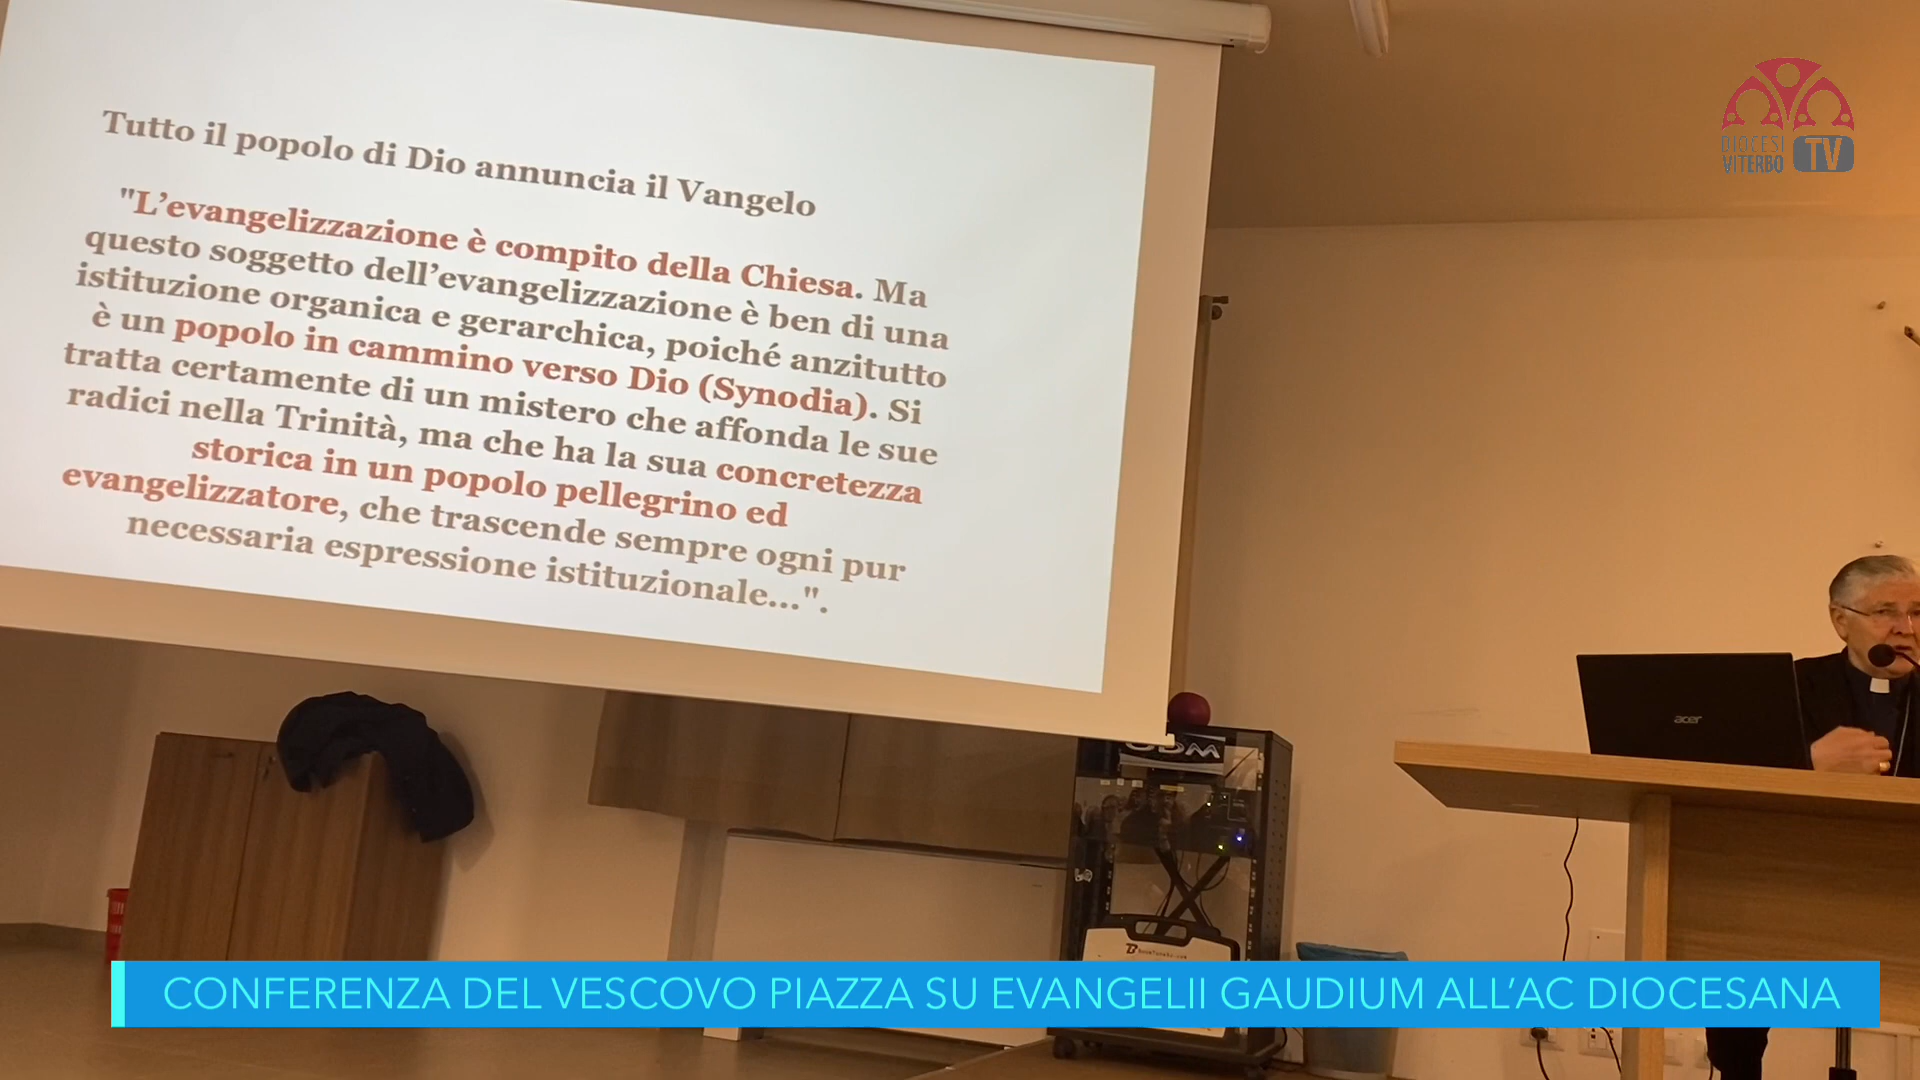 Tutto il popolo di Dio annuncia il Vangelo
"L'evangelizzazione è compito della Chiesa. Ma
questo soggetto dell'evangelizzazione è ben di una
istituzione organica e gerarchica, poiché anzitutto
è un popolo in cammino verso Dio (Synodia). Si
tratta certamente di un mistero che affonda le sue
radici nella Trinità, ma che ha la sua concretezza
storica in un popolo pellegrino ed
evangelizzatore, che trascende sempre ogni pur
necessaria espressione istituzionale...".
DIOCESI
VITERBO TV
acer
CONFERENZA DEL VESCOVO PIAZZA SU EVANGELII GAUDIUM ALL'AC DIOCESANA